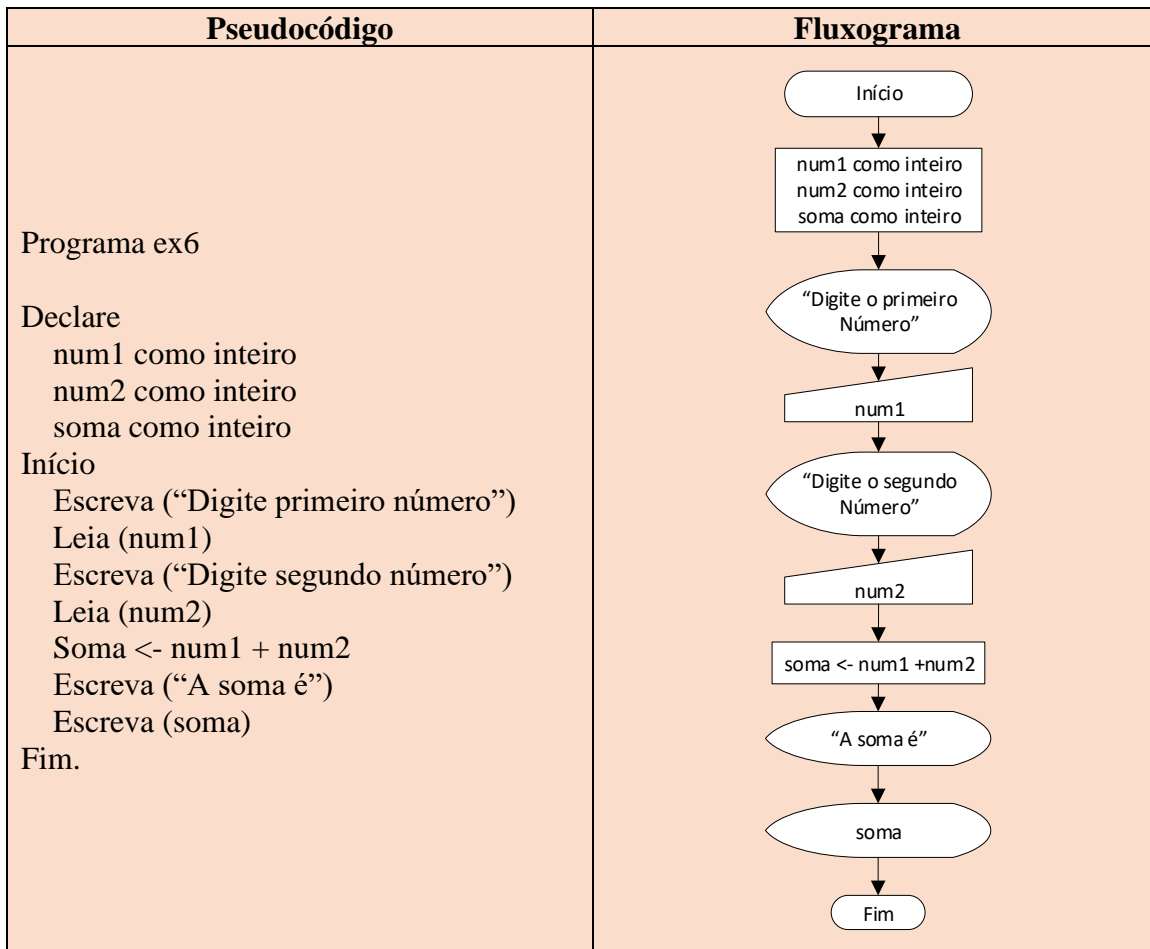 Pseudocódigo
Fluxograma
Programa ex6
Declare
num1 como inteiro
num2 como inteiro
soma como inteiro
Início
Escreva (“Digite primeiro número”)
Leia (num1)
Escreva (“Digite segundo número”)
Leia (num2)
Soma <- num1 + num2
Escreva (“A soma é”)
Escreva (soma)
Fim.
Início
num1 como inteiro
num2 como inteiro
soma como inteiro
“Digite o primeiro
Número”
num1
“Digite o segundo
Número”
num2
soma <- num1 +num2
“A soma é”
soma
Fim